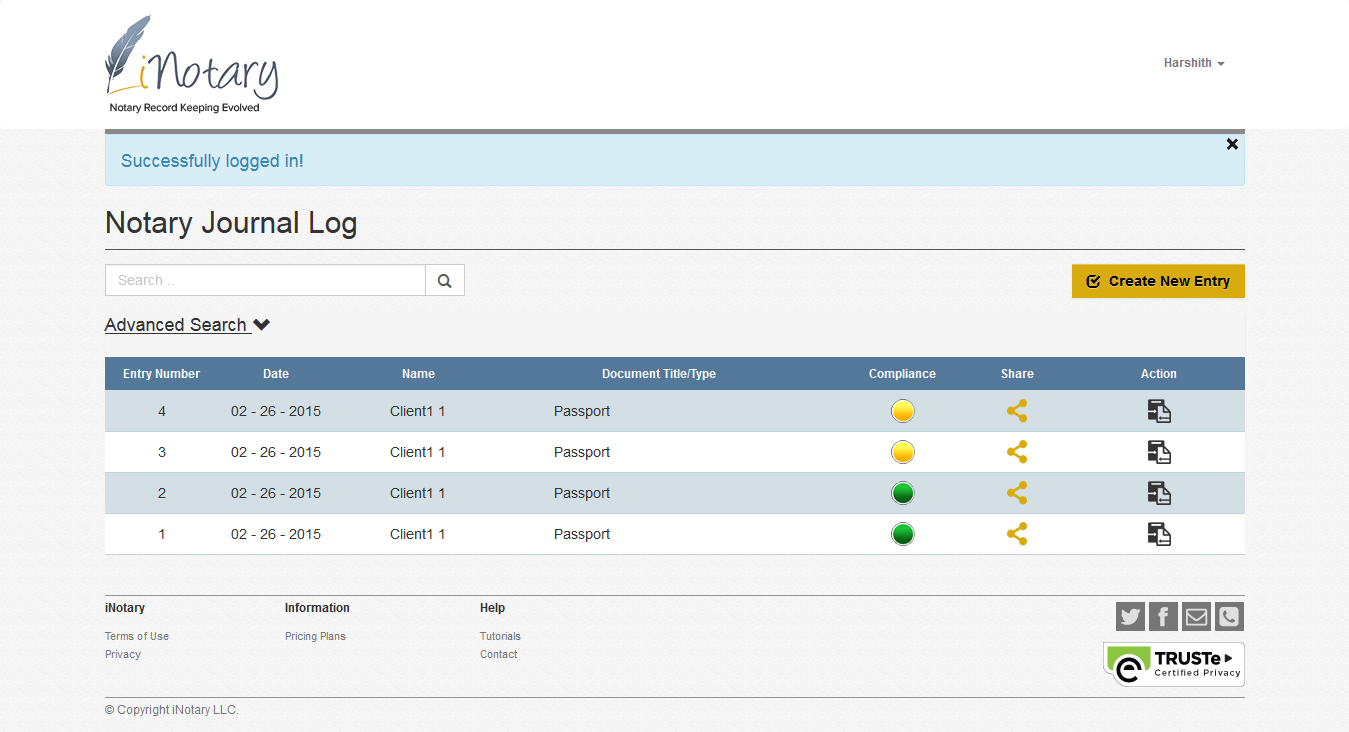 iNotary
Notary Record Keeping Evolved
Harshith
Successfully logged in!
Notary Journal Log
Search ..
Create New Entry
Advanced Search
Entry Number Date Name Document Title/Type Compliance Share Action
4 02 - 26 - 2015 Client1 1 Passport
3 02 - 26 - 2015 Client1 1 Passport
2 02 - 26 - 2015 Client1 1 Passport
1 02 - 26 - 2015 Client1 1 Passport
iNotary Information Help
Terms of Use Pricing Plans Tutorials
Privacy Contact
TRUSTe
Certified Privacy
© Copyright iNotary LLC.